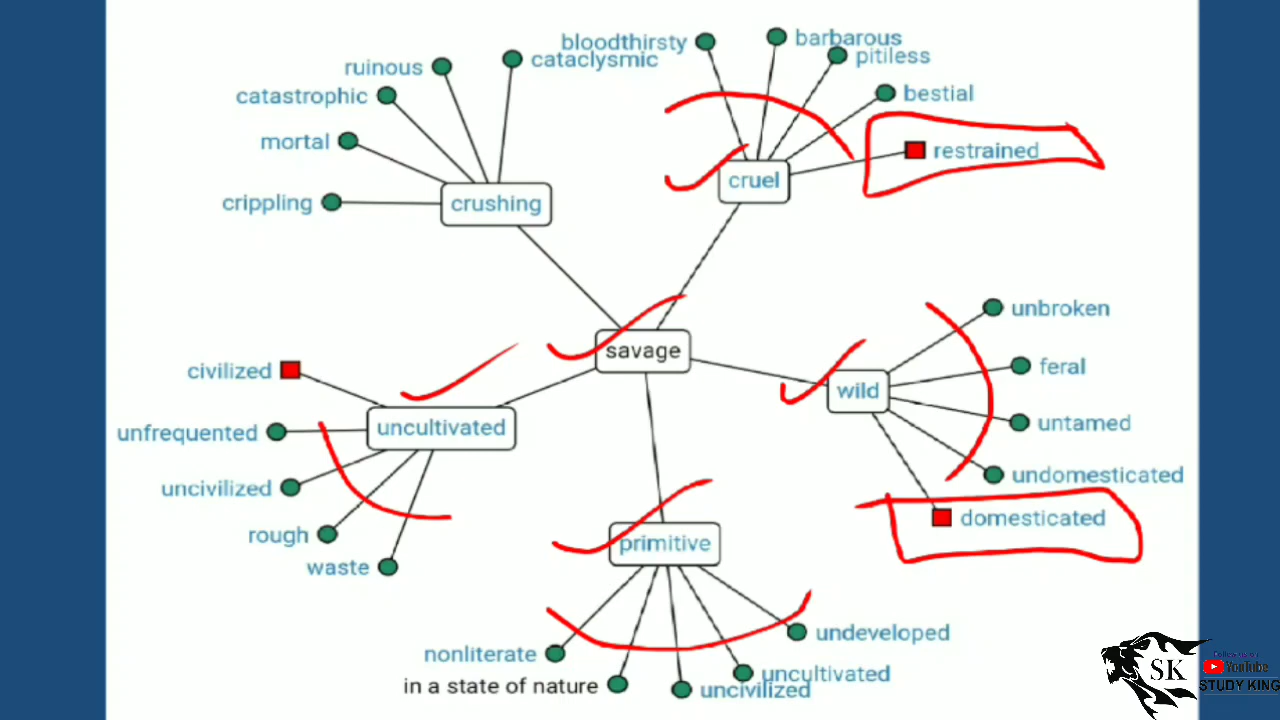 bloodthirsty
barbarous
cataclysmic
pitiless
ruinous
bestial
catastrophic
mortal
restrained
cruel
crippling
crushing
unbroken
savage
feral
civilized
wild
untamed
uncultivated
unfrequented
undomesticated
uncivilized
domesticated
rough
primitive
waste
undeveloped
nonliterate
uncultivated
in a state of nature
uncivilized
SK
Following on
YouTube
STUDY KING